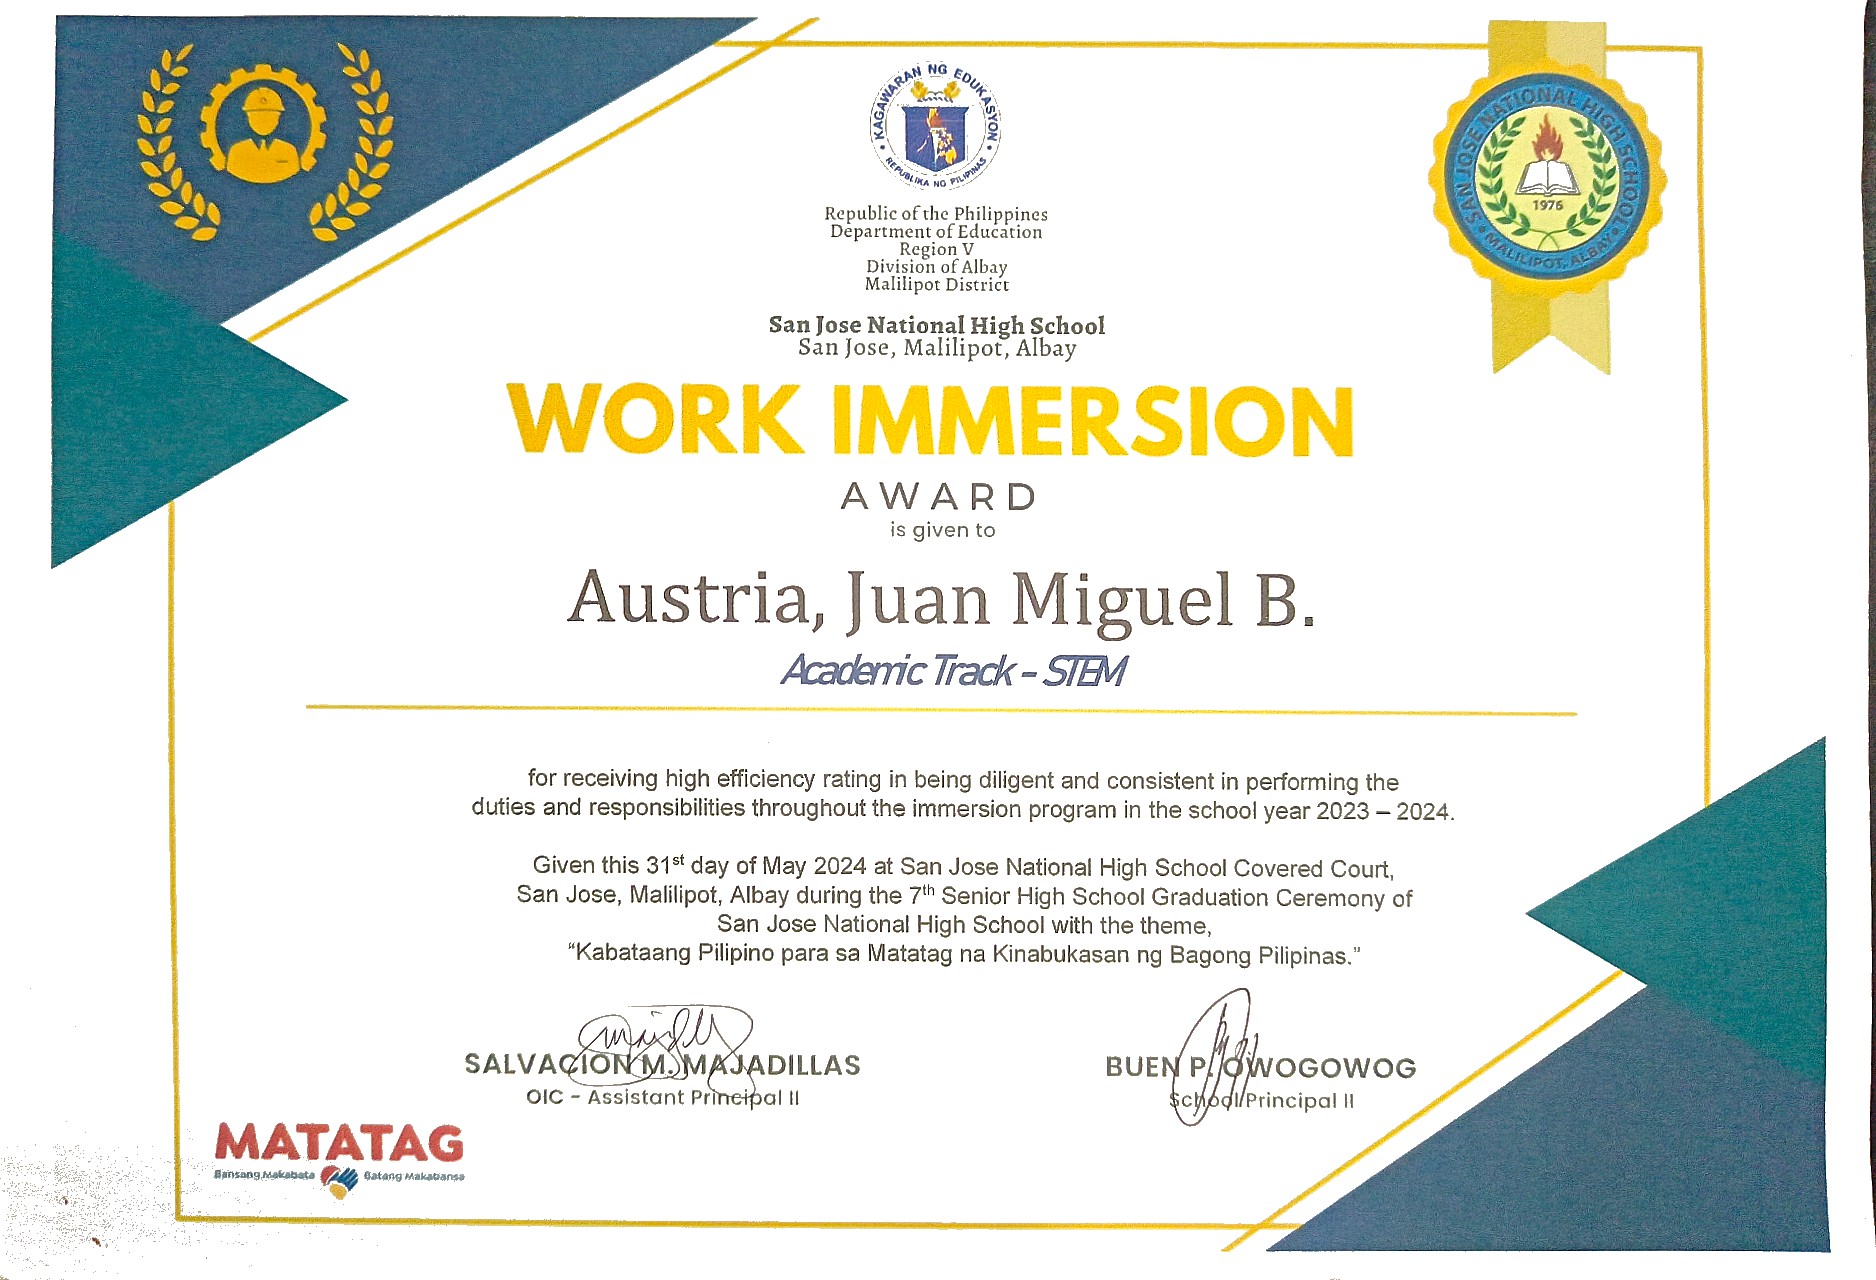 KAGAWARAN NG EDUKASYON
REPUBLIKA NG PILIPINAS
SAN JOSE NATIONAL HIGH SCHOOL
1976
MALILIPOT, ALBAY
Republic of the Philippines
Department of Education
Region V
Division of Albay
Malilipot District
San Jose National High School
San Jose, Malilipot, Albay
WORK IMMERSION
AWARD
is given to
Austria, Juan Miguel B.
Academic Track - STEM
for receiving high efficiency rating in being diligent and consistent in performing the
duties and responsibilities throughout the immersion program in the school year 2023 – 2024.
Given this 31st day of May 2024 at San Jose National High School Covered Court,
San Jose, Malilipot, Albay during the 7th Senior High School Graduation Ceremony of
San Jose National High School with the theme,
“Kabataang Pilipino para sa Matatag na Kinabukasan ng Bagong Pilipinas.”
SALVACION M. MAJADILLAS
OIC - Assistant Principal II
BUEN P. OWOGOWOG
School Principal II
MATATAG
Bansang Makabata Batang Makabansa